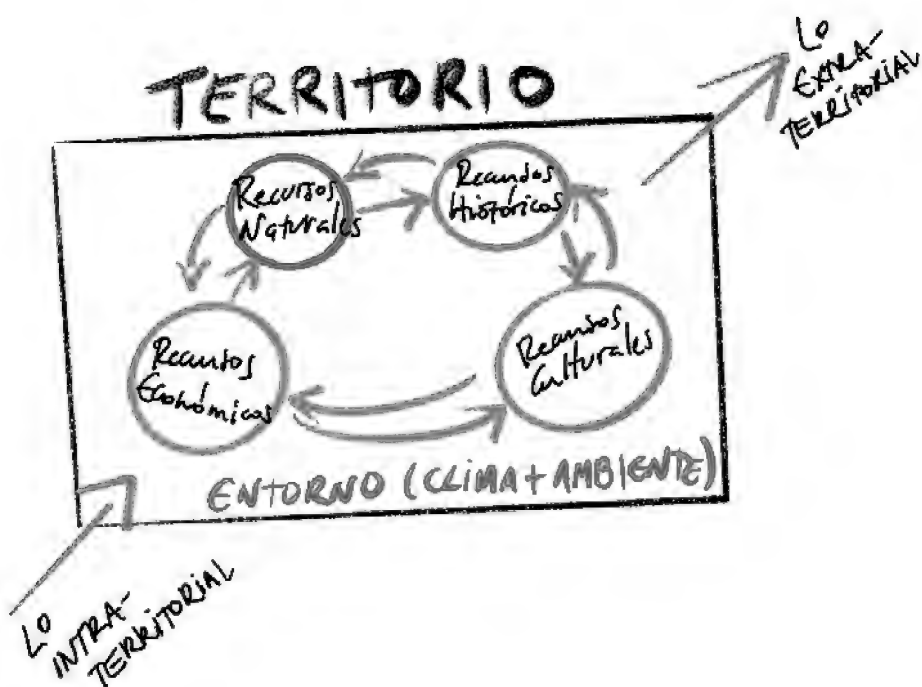 TERRITORIO
LO
EXTRA-
TERRITORIAL
Recursos
Naturales
Recursos
Históricos
Recursos
Económicos
Recursos
Culturales
ENTORNO (CLIMA + AMBIENTE)
LO
INTRA-
TERRITORIAL